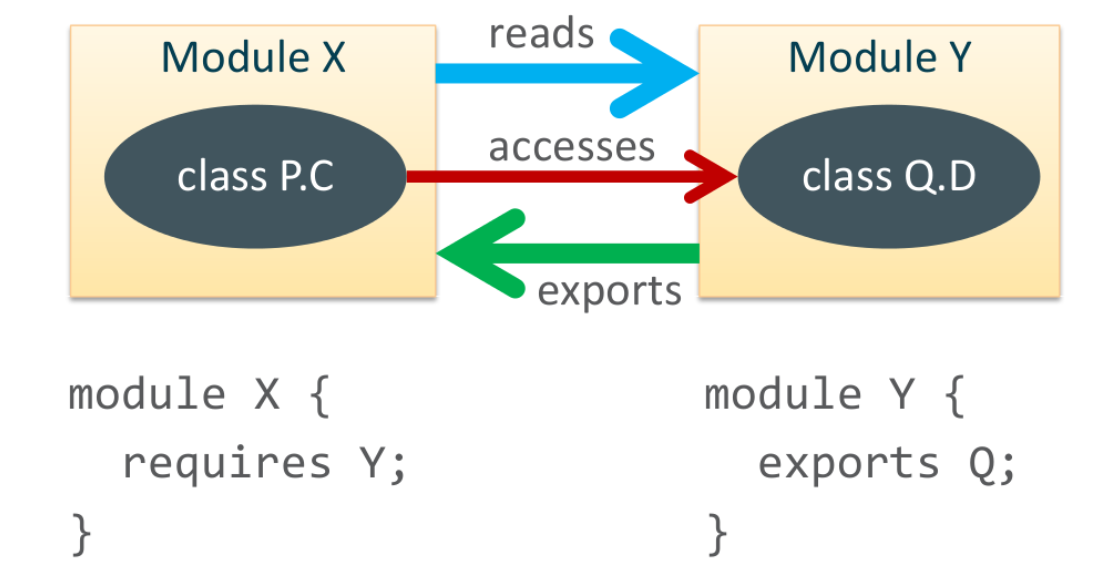 reads
Module X
Module Y
accesses
class P.C
class Q.D
exports
module X {
  requires Y;
}
module Y {
  exports Q;
}